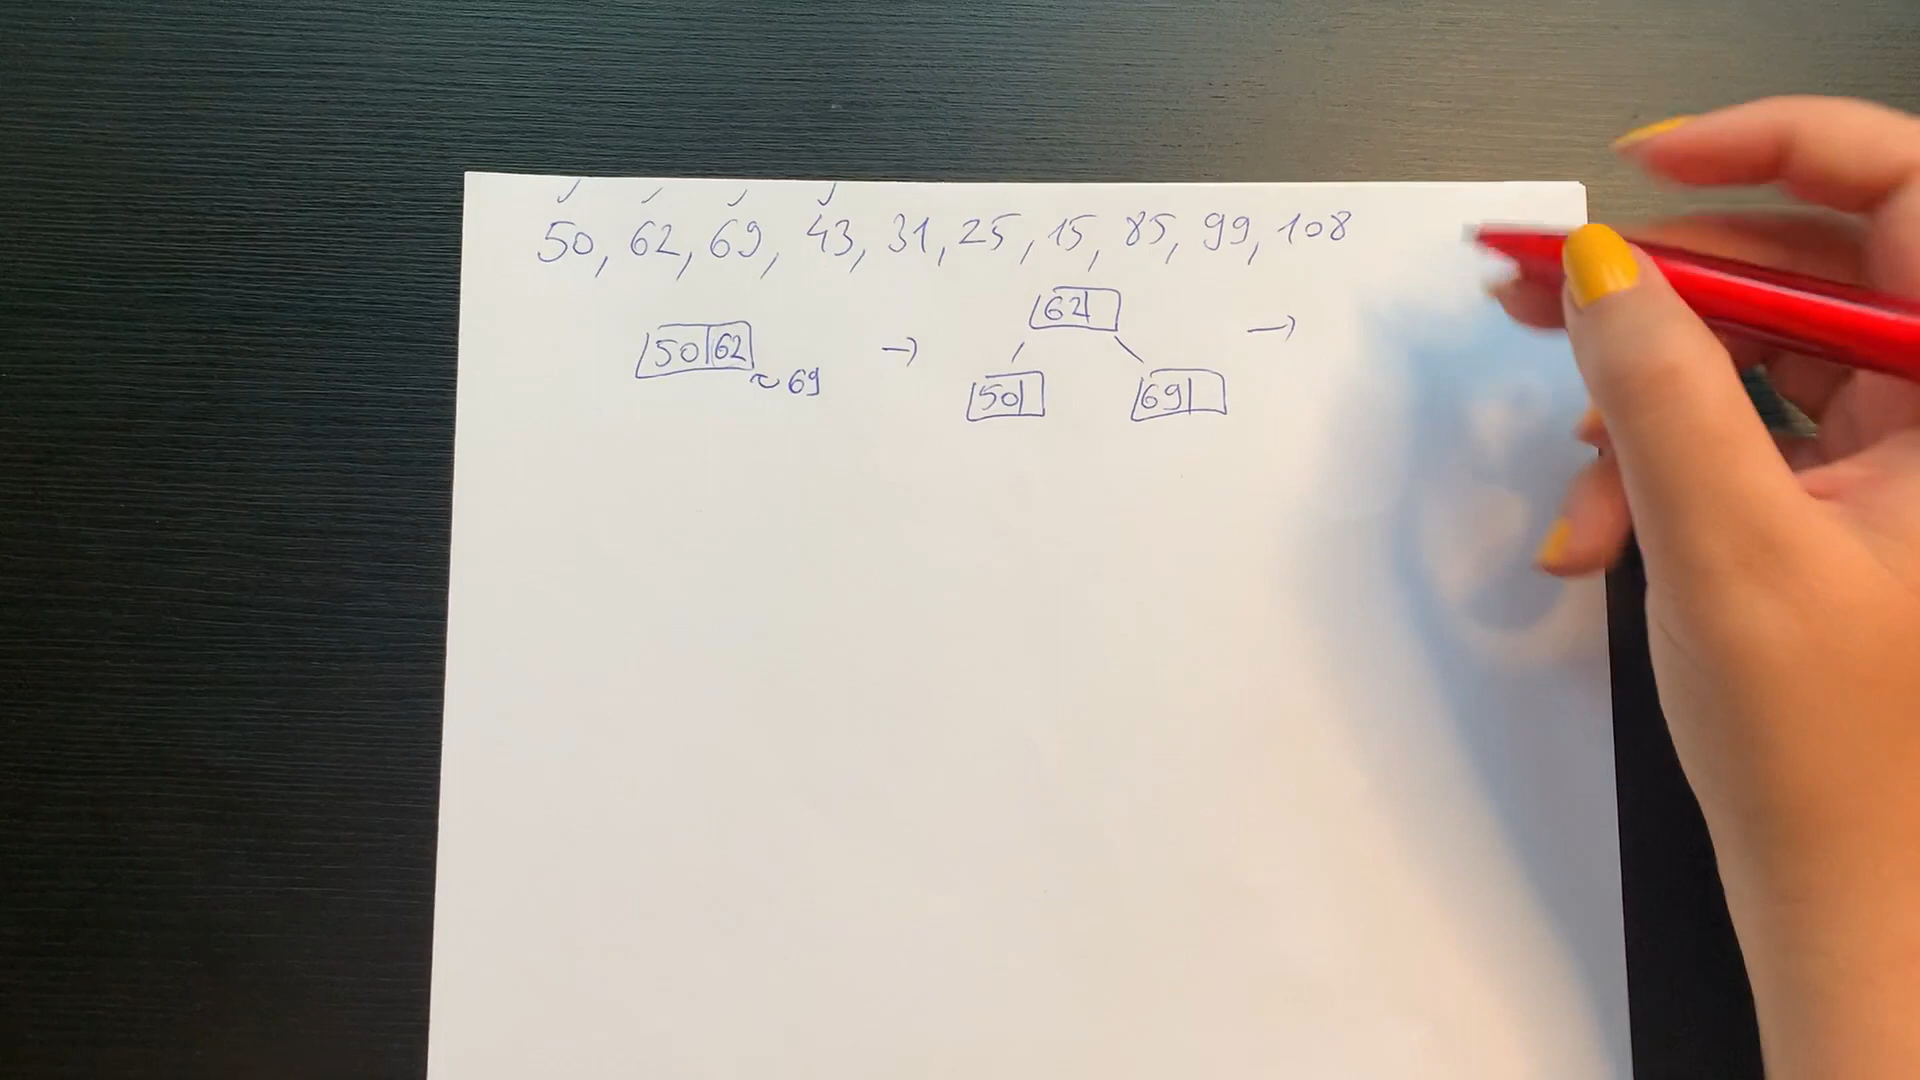 50, 62, 69, 43, 31, 25, 15, 85, 99, 108
50 62 ~ 69 → 62 →
50 69